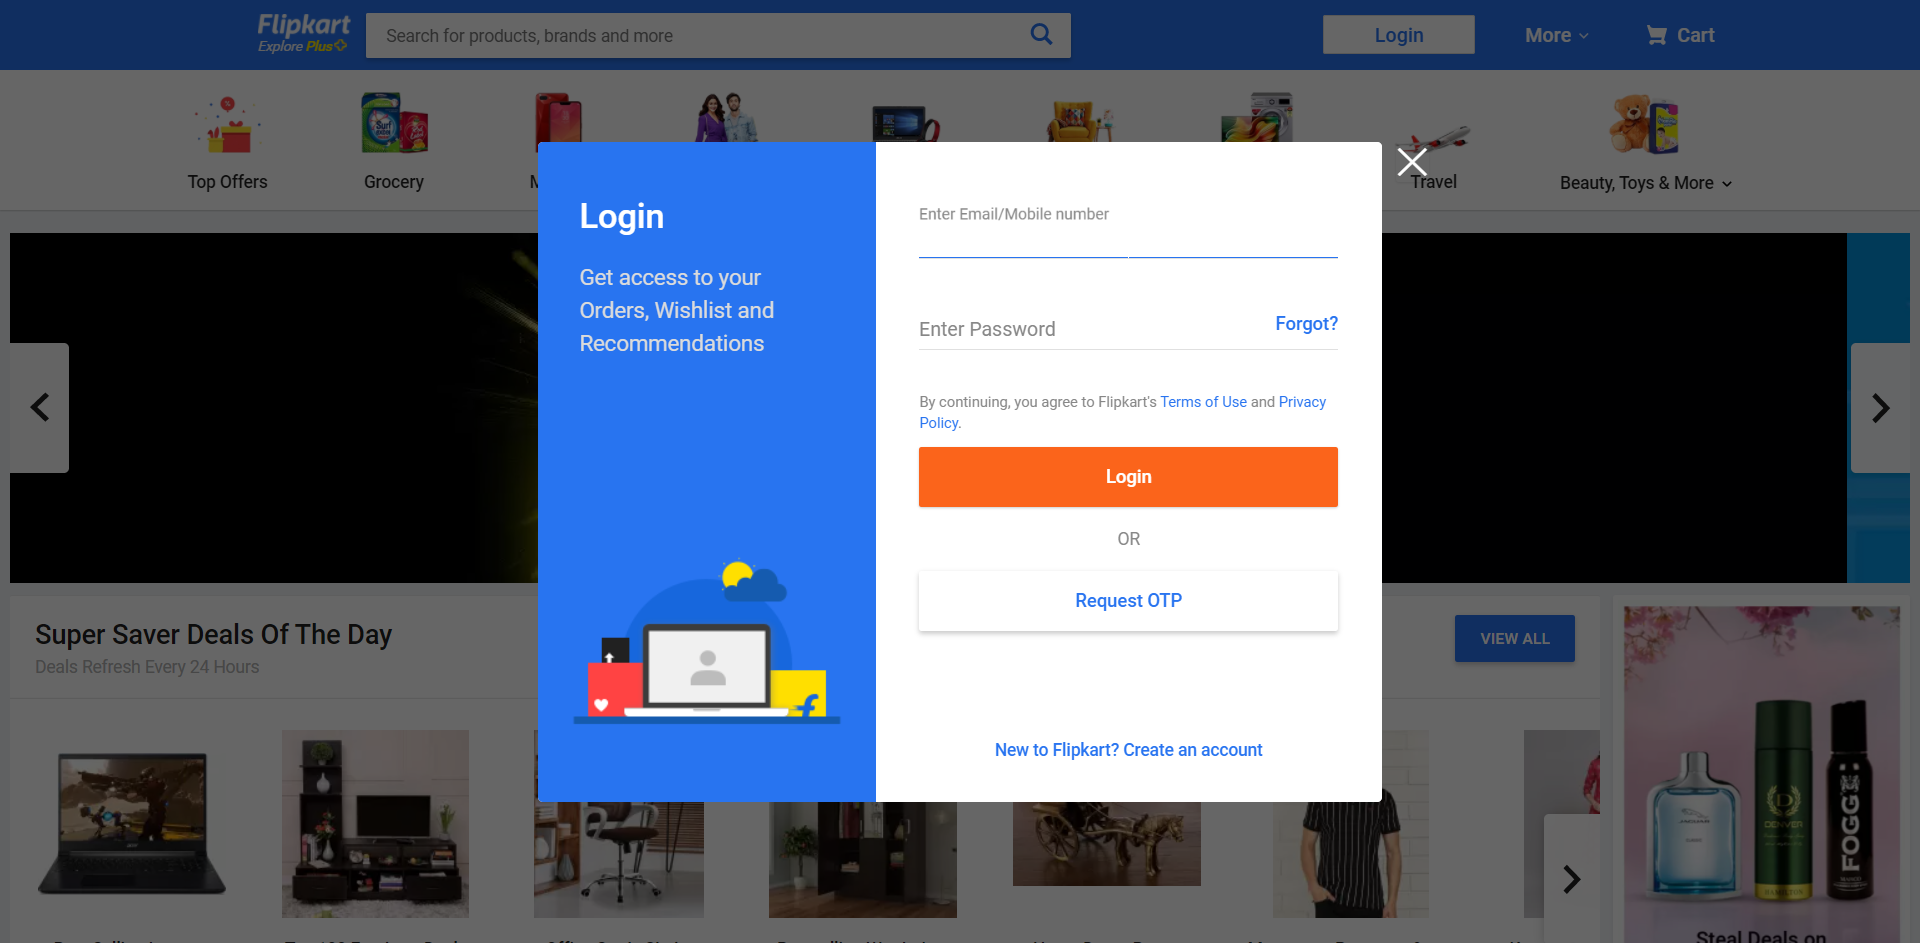 Flipkart
Explore Plus
Search for products, brands and more
Login
More
Cart
Top Offers
Grocery
M
Travel
Beauty, Toys & More
Login
Get access to your
Orders, Wishlist and
Recommendations
Enter Email/Mobile number
Enter Password
Forgot?
By continuing, you agree to Flipkart's Terms of Use and Privacy
Policy.
Login
OR
Request OTP
New to Flipkart? Create an account
Super Saver Deals Of The Day
Deals Refresh Every 24 Hours
VIEW ALL
Surf
JAGUAR
DENVER
HAMILTON
FOGG
Steal Deals on